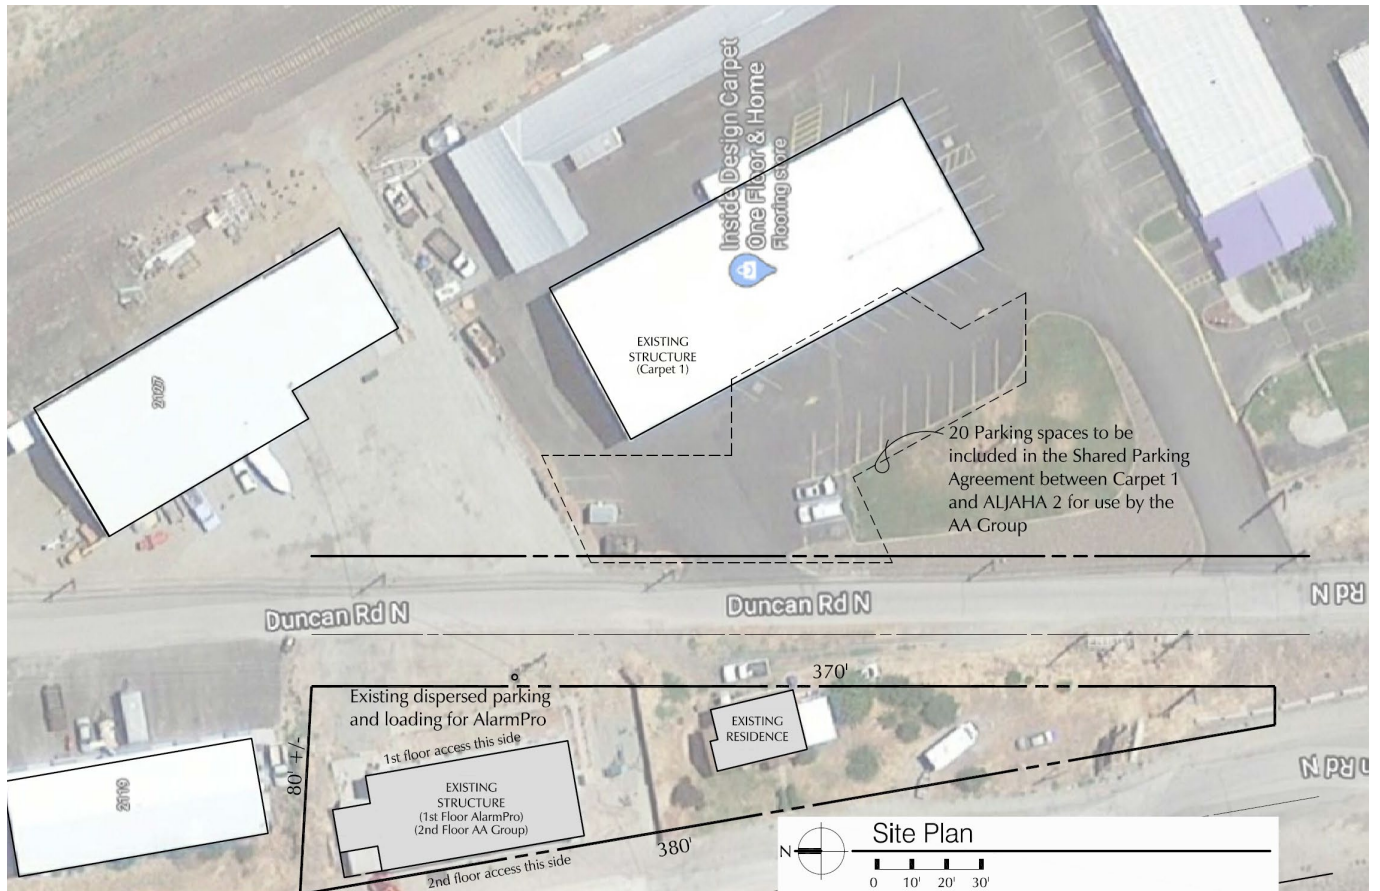 Inside Design Carpet
One Floor & Home
Flooring store
EXISTING
STRUCTURE
(Carpet 1)
2107
20 Parking spaces to be
included in the Shared Parking
Agreement between Carpet 1
and ALJAHA 2 for use by the
AA Group
Duncan Rd N
Duncan Rd N
Rd N
370'
Existing dispersed parking
and loading for AlarmPro
1st floor access this side
EXISTING
RESIDENCE
80' +/-
2119
EXISTING
STRUCTURE
(1st Floor AlarmPro)
(2nd Floor AA Group)
2nd floor access this side
380'
Rd N
N
Site Plan
0 10' 20' 30'